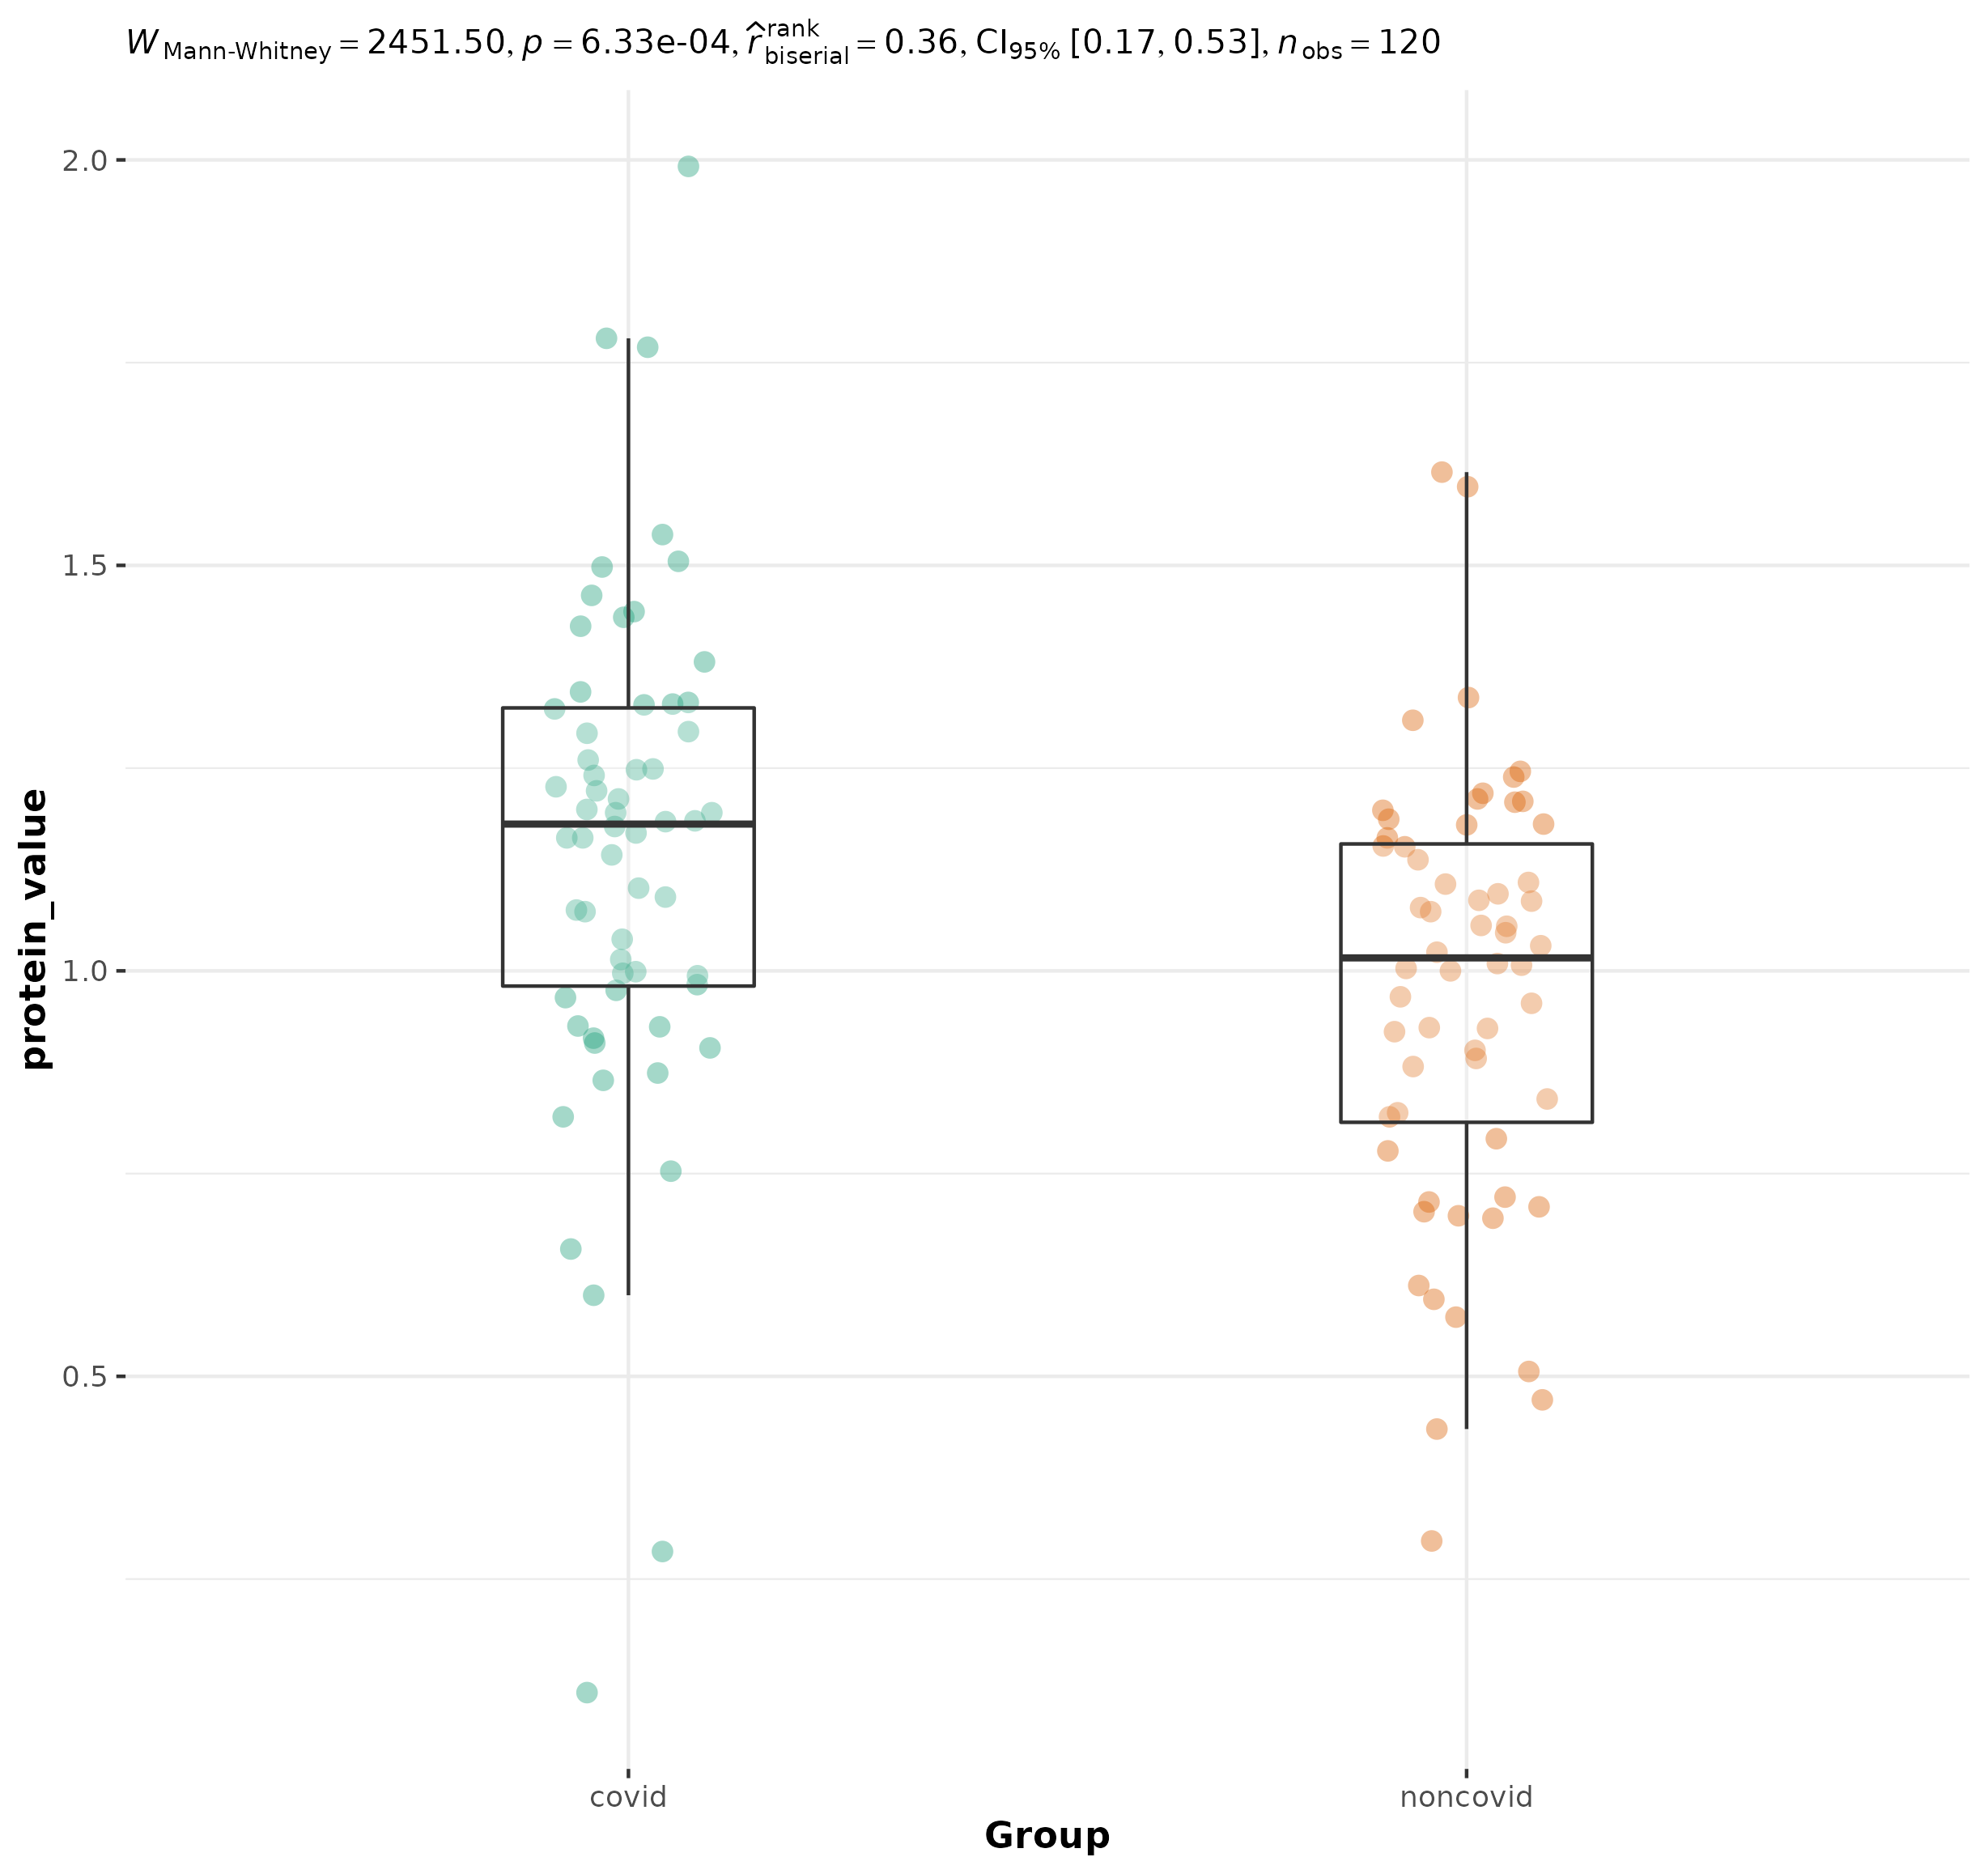 W Mann-Whitney = 2451.50, p = 6.33e-04, r̂ rank biserial = 0.36, CI95% [0.17, 0.53], nobs = 120
2.0
1.5
1.0
0.5
protein_value
covid noncovid
Group